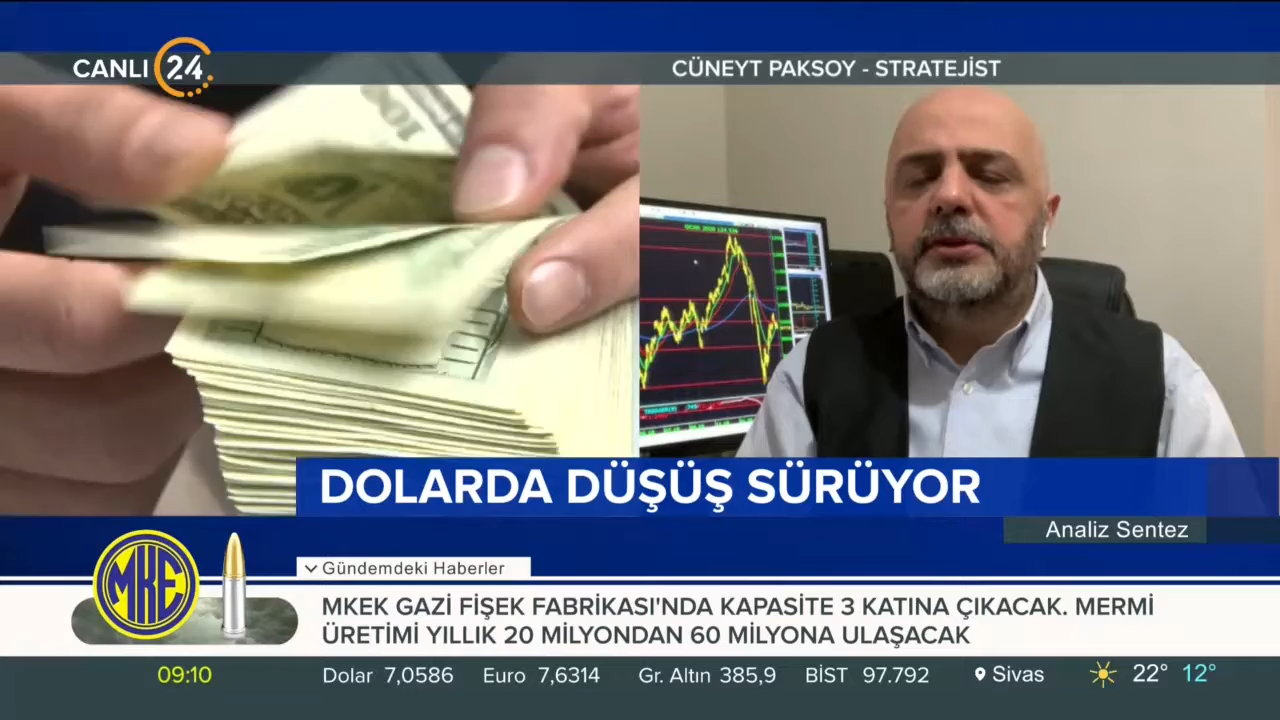 CANLI 24
CÜNEYT PAKSOY - STRATEJİST
100
DOLARDA DÜŞÜŞ SÜRÜYOR
Analiz Sentez
Gündemdeki Haberler
MKE
MKEK GAZİ FİŞEK FABRİKASI'NDA KAPASİTE 3 KATINA ÇIKACAK. MERMİ
ÜRETİMİ YILLIK 20 MİLYONDAN 60 MİLYONA ULAŞACAK
09:10 Dolar 7,0586 Euro 7,6314 Gr. Altın 385,9 BİST 97.792 Sivas 22° 12°